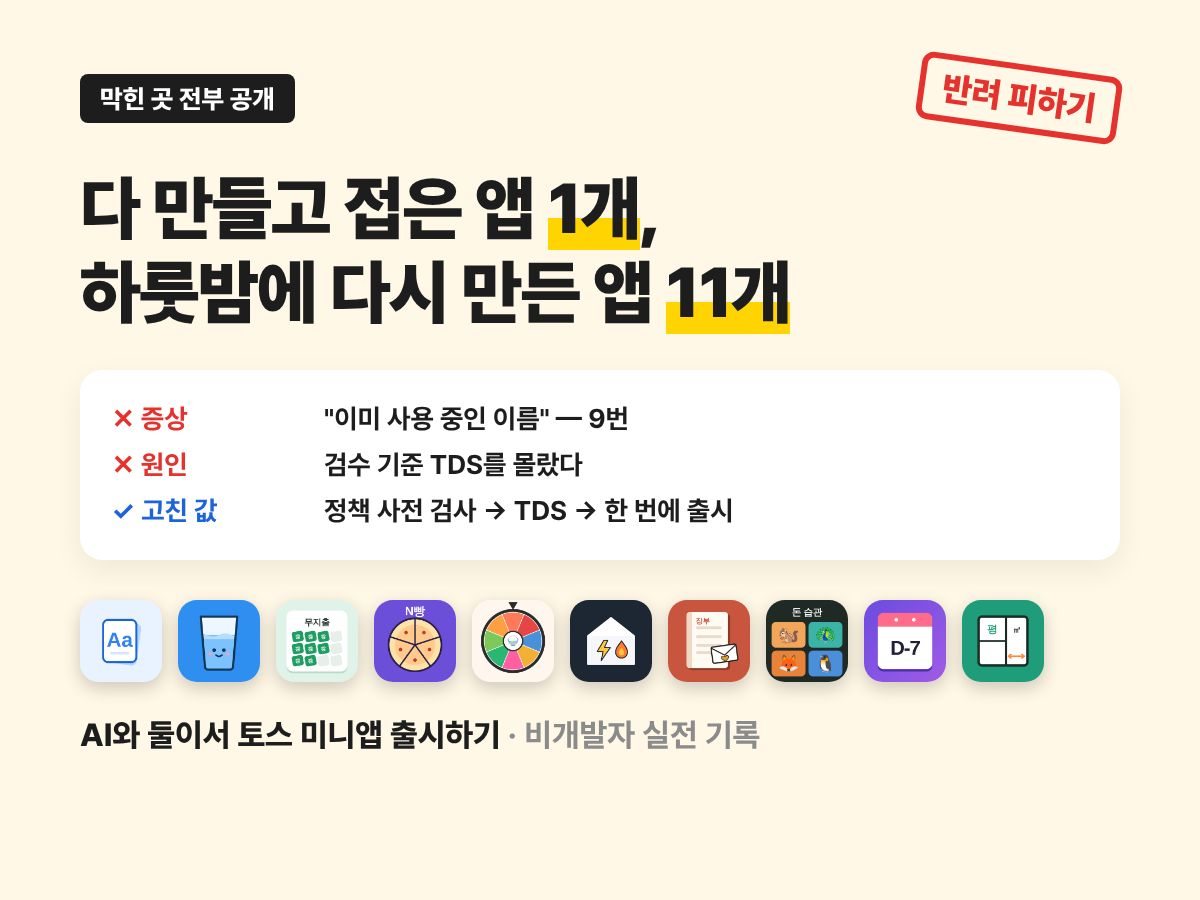 막힌 곳 전부 공개
반려 피하기
다 만들고 접은 앱 1개,
하룻밤에 다시 만든 앱 11개
✕ 증상 "이미 사용 중인 이름" — 9번
✕ 원인 검수 기준 TDS를 몰랐다
✓ 고친 값 정책 사전 검사 → TDS → 한 번에 출시
Aa
무지출
N빵
장부
돈 습관
D-7
평 ㎡
AI와 둘이서 토스 미니앱 출시하기 · 비개발자 실전 기록